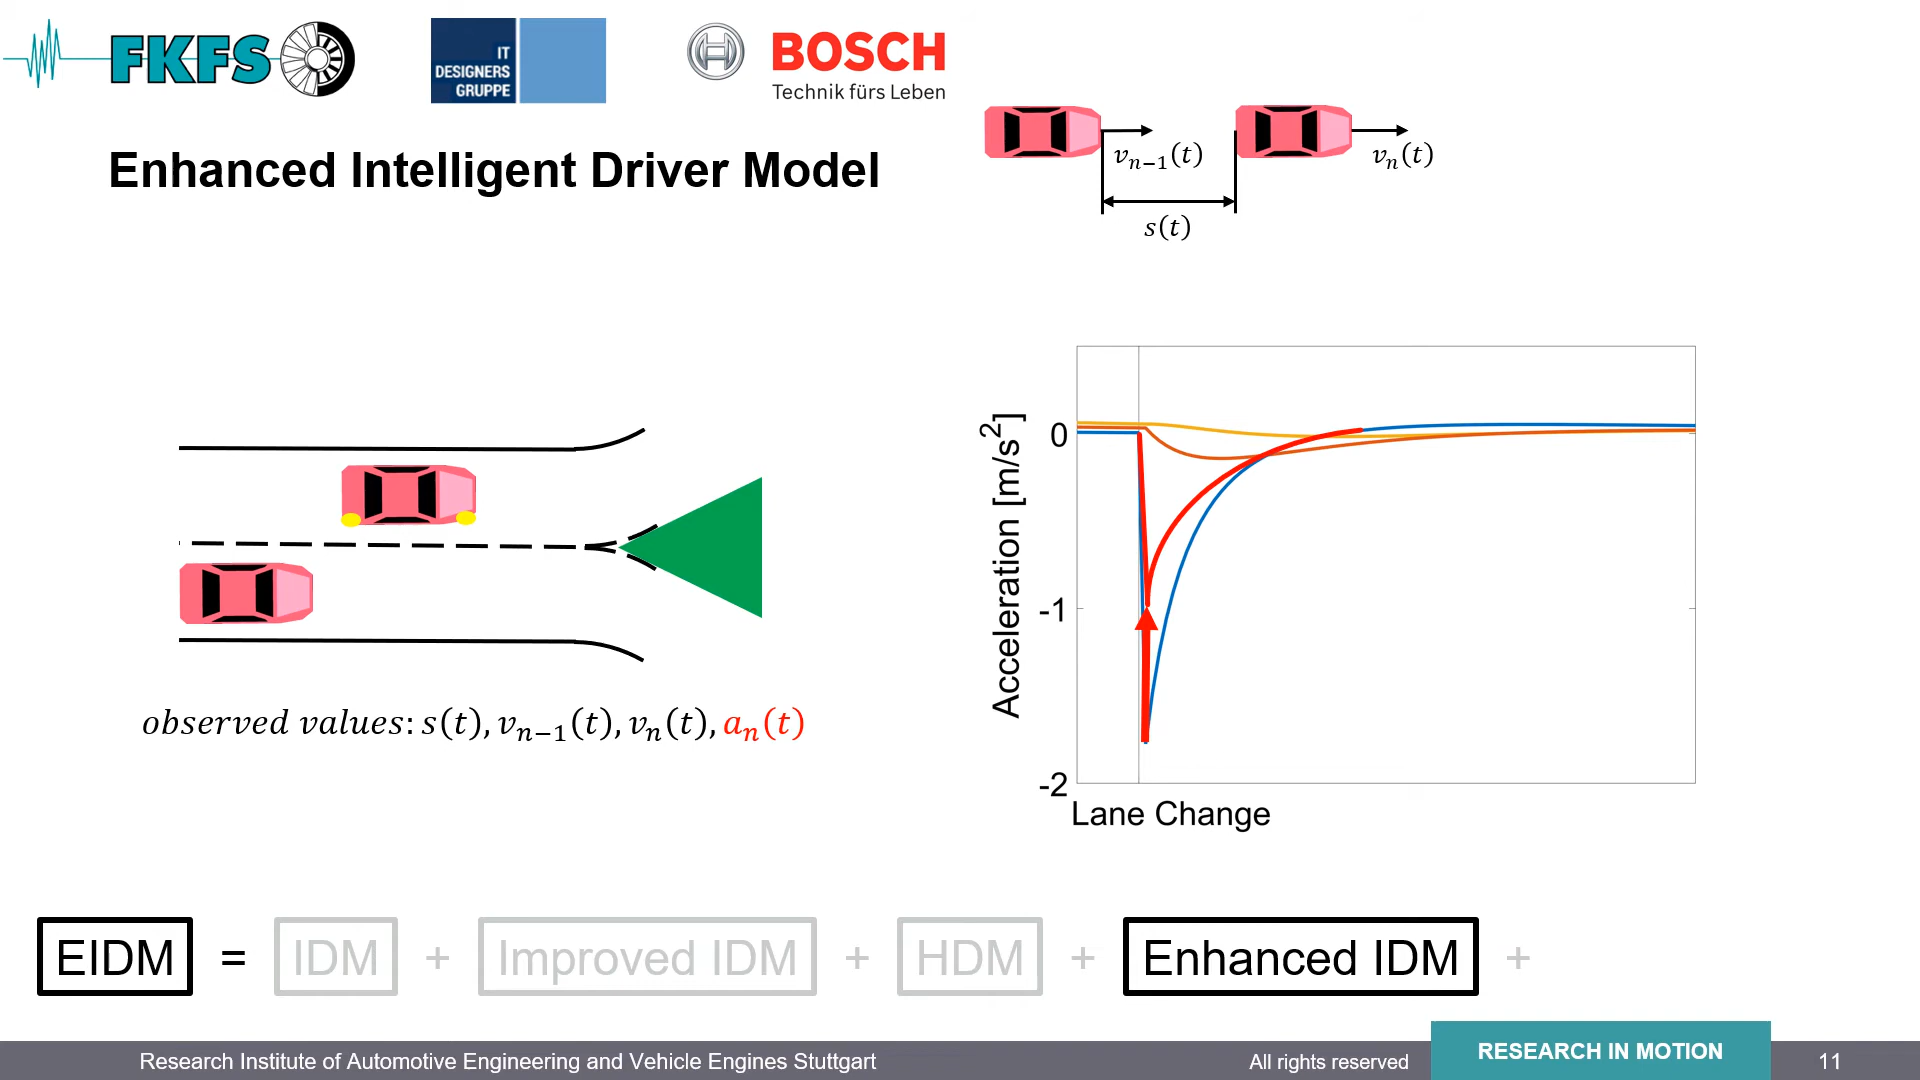 FKFS
IT
DESIGNERS
GRUPPE
BOSCH
Technik fürs Leben
Enhanced Intelligent Driver Model
v_{n-1}(t)
v_n(t)
s(t)
observed values: s(t), v_{n-1}(t), v_n(t), a_n(t)
Acceleration [m/s²]
0
-1
-2
Lane Change
EIDM = IDM + Improved IDM + HDM + Enhanced IDM +
Research Institute of Automotive Engineering and Vehicle Engines Stuttgart
All rights reserved
RESEARCH IN MOTION
11